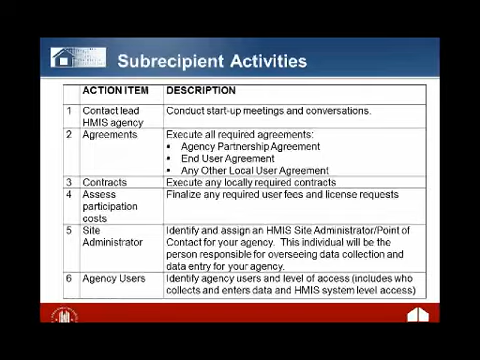 Subrecipient Activities
ACTION ITEM DESCRIPTION
1 Contact lead Conduct start-up meetings and conversations.
HMIS agency
2 Agreements Execute all required agreements:
▪ Agency Partnership Agreement
▪ End User Agreement
▪ Any Other Local User Agreement
3 Contracts Execute any locally required contracts
4 Assess Finalize any required user fees and license requests
participation
costs
5 Site Identify and assign an HMIS Site Administrator/Point
Administrator of Contact for your agency. This individual will be the
person responsible for overseeing data collection and
data entry for your agency.
6 Agency Users Identify agency users and level of access (includes who
collects and enters data and HMIS system level access)